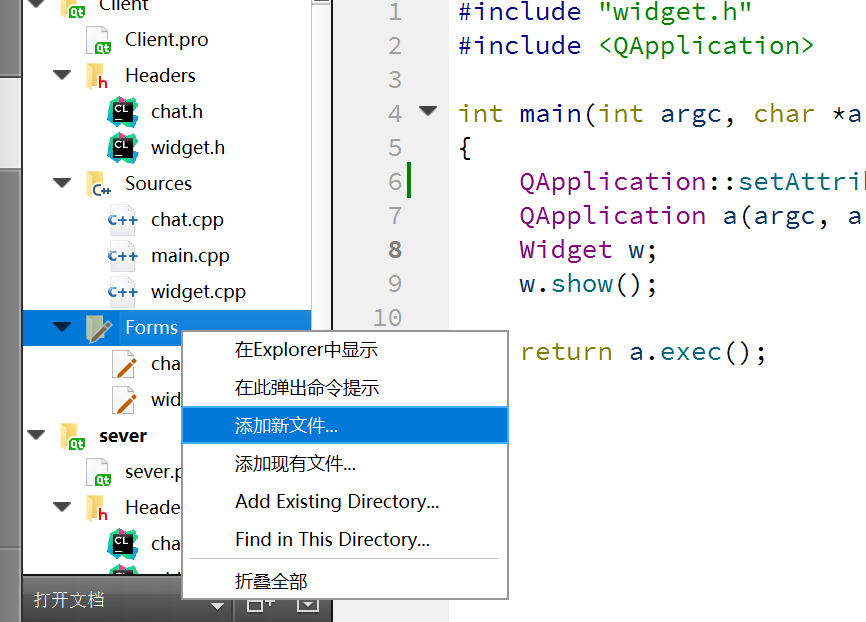 Client
Client.pro
Headers
chat.h
widget.h
Sources
chat.cpp
main.cpp
widget.cpp
Forms
cha
wid
sever
sever.p
Heade
cha
打开文档
1 #include "widget.h"
2 #include <QApplication>
3
4 int main(int argc, char *a
5 {
6 QApplication::setAttri
7 QApplication a(argc, a
8 Widget w;
9 w.show();
10
return a.exec();
在Explorer中显示
在此弹出命令提示
添加新文件...
添加现有文件...
Add Existing Directory...
Find in This Directory...
折叠全部